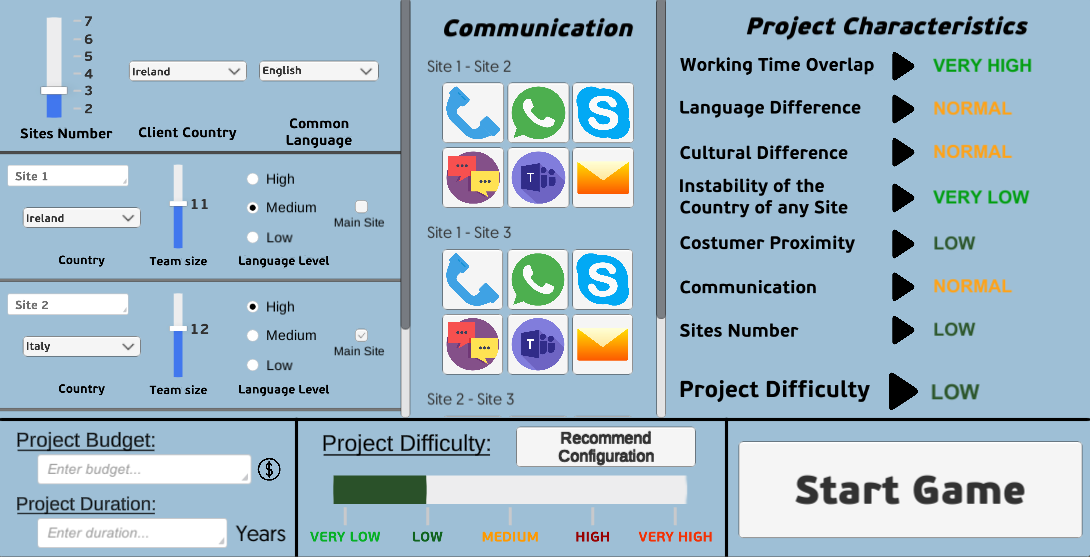 7
6
5
4
3
2
Sites Number
Ireland
Client Country
English
Common
Language
Site 1
Ireland
Country
11
Team size
High
Medium
Low
Language Level
Main Site
Site 2
Italy
Country
12
Team size
High
Medium
Low
Language Level
Main Site
Communication
Site 1 - Site 2
T
Site 1 - Site 3
T
Site 2 - Site 3
Project Characteristics
Working Time Overlap VERY HIGH
Language Difference NORMAL
Cultural Difference NORMAL
Instability of the
Country of any Site VERY LOW
Costumer Proximity LOW
Communication NORMAL
Sites Number LOW
Project Difficulty LOW
Project Budget:
Enter budget...
$
Project Duration:
Enter duration... Years
Project Difficulty:
Recommend
Configuration
VERY LOW LOW MEDIUM HIGH VERY HIGH
Start Game